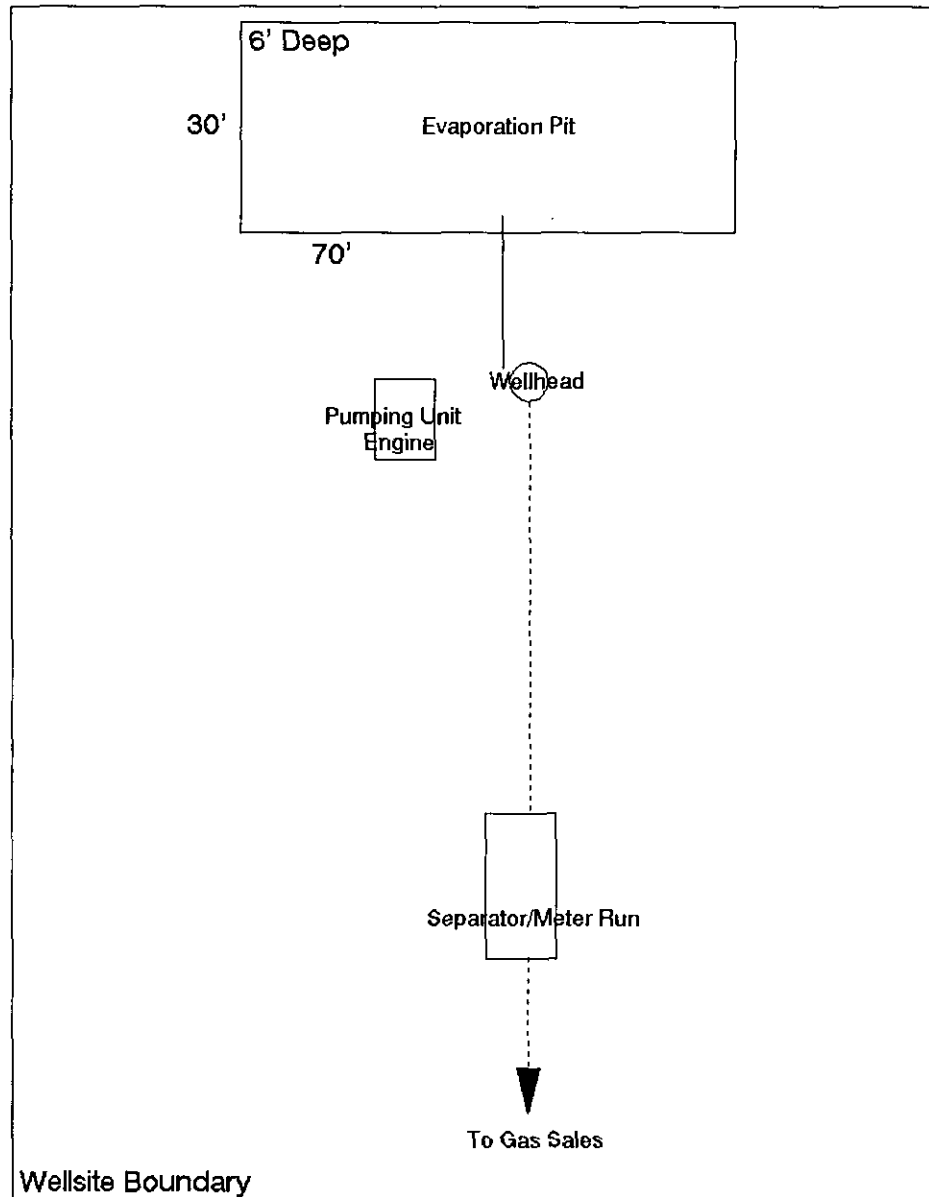 6' Deep
30'
Evaporation Pit
70'
Wellhead
Pumping Unit
Engine
Separator/Meter Run
To Gas Sales
Wellsite Boundary